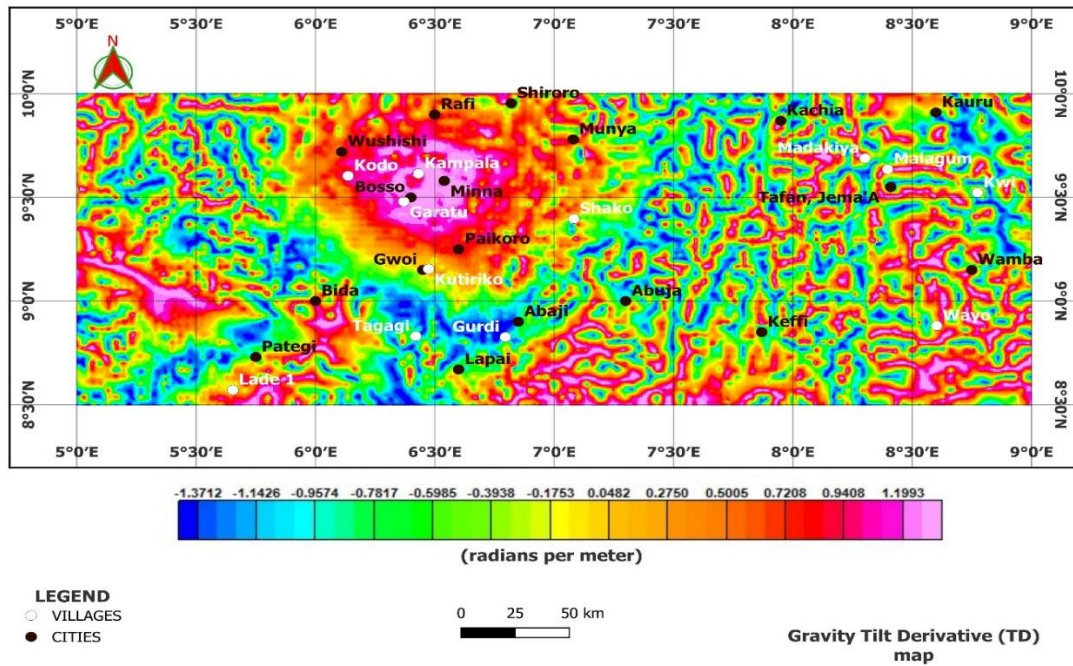 5°0'E 5°30'E 6°0'E 6°30'E 7°0'E 7°30'E 8°0'E 8°30'E 9°0'E
N
10°0'N 10°0'N
Shiroro
Rafi
Kauru
Kachia
Munya
Wushishi
Madakiya
Kodo Kampala
Malagum
Bosso Minna
Tafan, Jema'A Kwi
9°30'N 9°30'N
Garatu
Shako
Paikoro
Gwoi
Wamba
Kutiriko
Bida
Abuja
9°0'N 9°0'N
Abaji
Tagagi Gurdi
Keffi
Wayo
Pategi
Lapai
Lade 1
8°30'N 8°30'N
5°0'E 5°30'E 6°0'E 6°30'E 7°0'E 7°30'E 8°0'E 8°30'E 9°0'E
-1.3712 -1.1426 -0.9574 -0.7817 -0.5985 -0.3938 -0.1753 0.0482 0.2750 0.5005 0.7208 0.9408 1.1993
(radians per meter)
LEGEND
VILLAGES
CITIES
0 25 50 km
Gravity Tilt Derivative (TD)
map